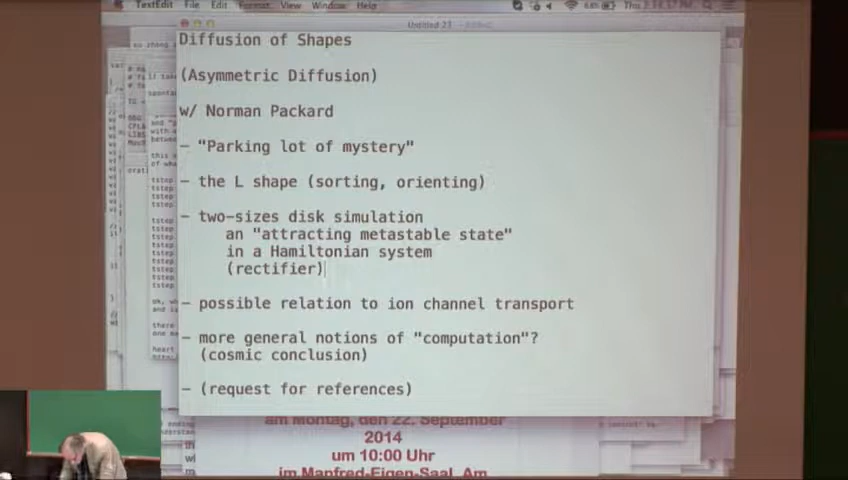 TextEdit File Edit Format View Window Help
Untitled 23
Diffusion of Shapes
(Asymmetric Diffusion)
w/ Norman Packard
- "Parking lot of mystery"
- the L shape (sorting, orienting)
- two-sizes disk simulation
an "attracting metastable state"
in a Hamiltonian system
(rectifier)
- possible relation to ion channel transport
- more general notions of "computation"?
(cosmic conclusion)
- (request for references)
am Montag, den 22. September
2014
um 10:00 Uhr
im Manfred-Eigen-Saal, Am